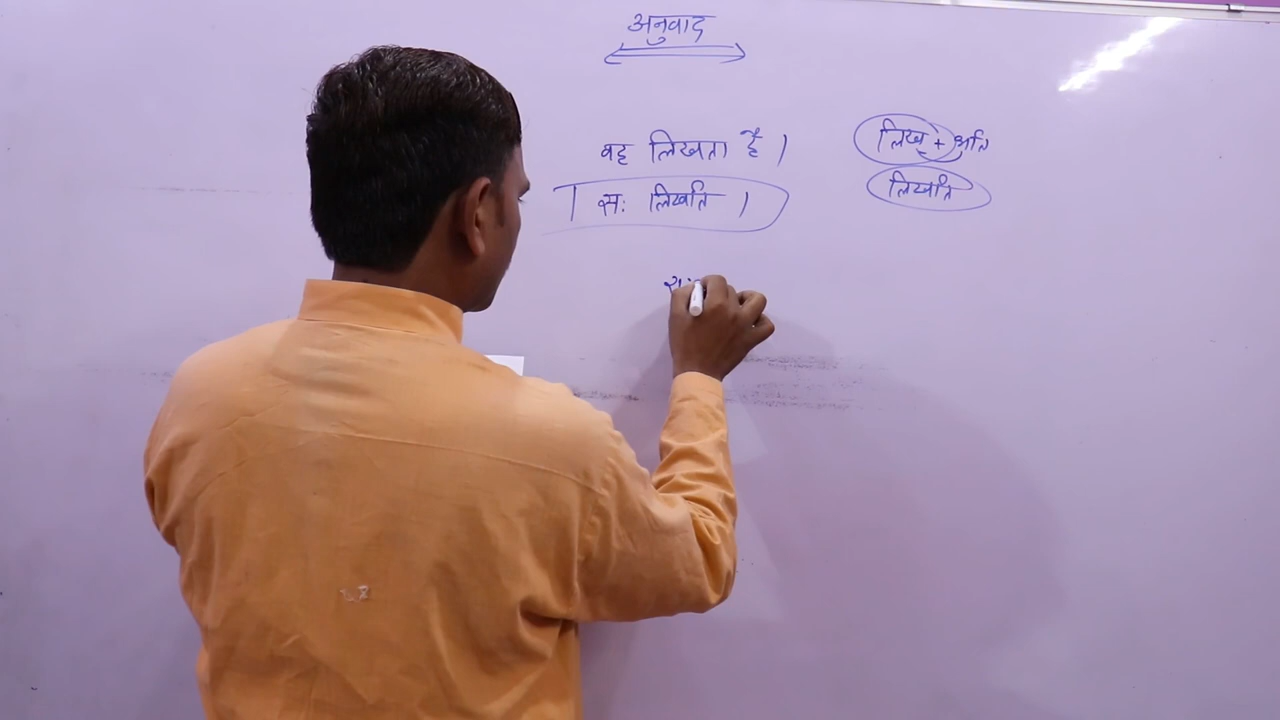 अनुवाद
वह लिखता है।
लिख् + अति
सः लिखति।
लिखति